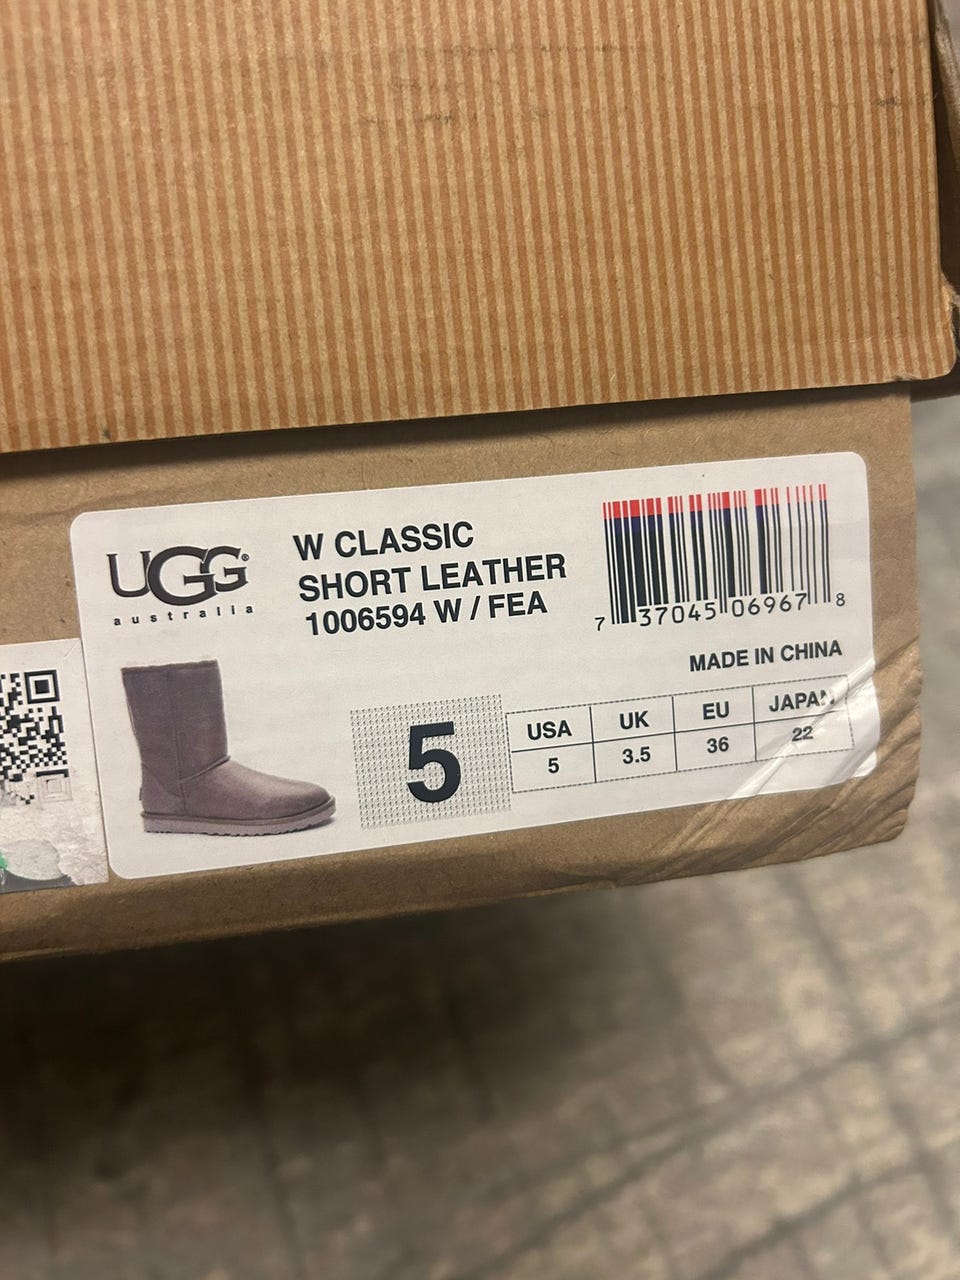 UGG®
australia
W CLASSIC
SHORT LEATHER
1006594 W / FEA
7 37045 06967 8
MADE IN CHINA
5
USA UK EU JAPAN
5 3.5 36 22